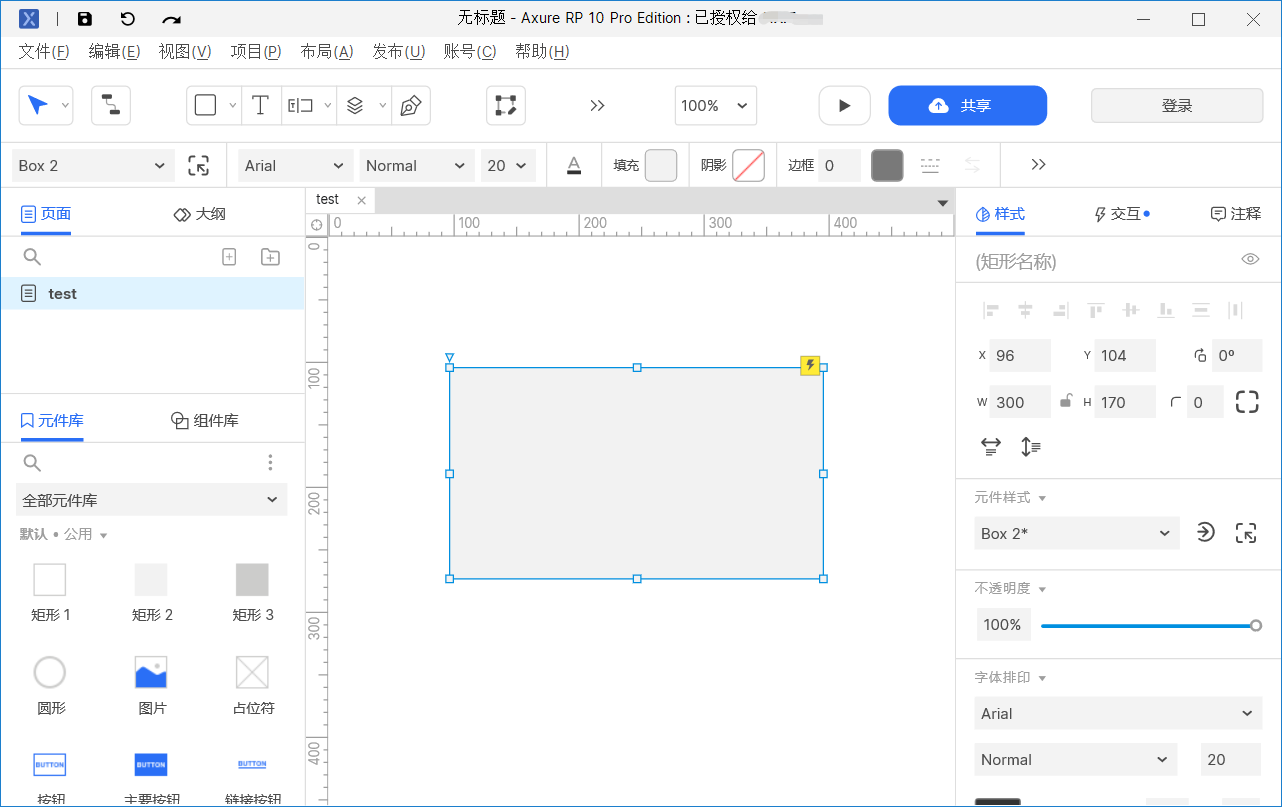 无标题 - Axure RP 10 Pro Edition : 已授权给
文件(F) 编辑(E) 视图(V) 项目(P) 布局(A) 发布(U) 账号(C) 帮助(H)
100% 共享 登录
Box 2 Arial Normal 20 A 填充 阴影 边框 0
页面 大纲
test
0 100 200 300 400
样式 交互 注释
(矩形名称)
test
0
100
200
300
400
X 96 Y 104 0º
W 300 H 170 0
元件库 组件库
全部元件库
默认 • 公用
矩形 1 矩形 2 矩形 3
圆形 图片 占位符
BUTTON BUTTON BUTTON
按钮 主要按钮 链接按钮
元件样式
Box 2*
不透明度
100%
字体排印
Arial
Normal 20